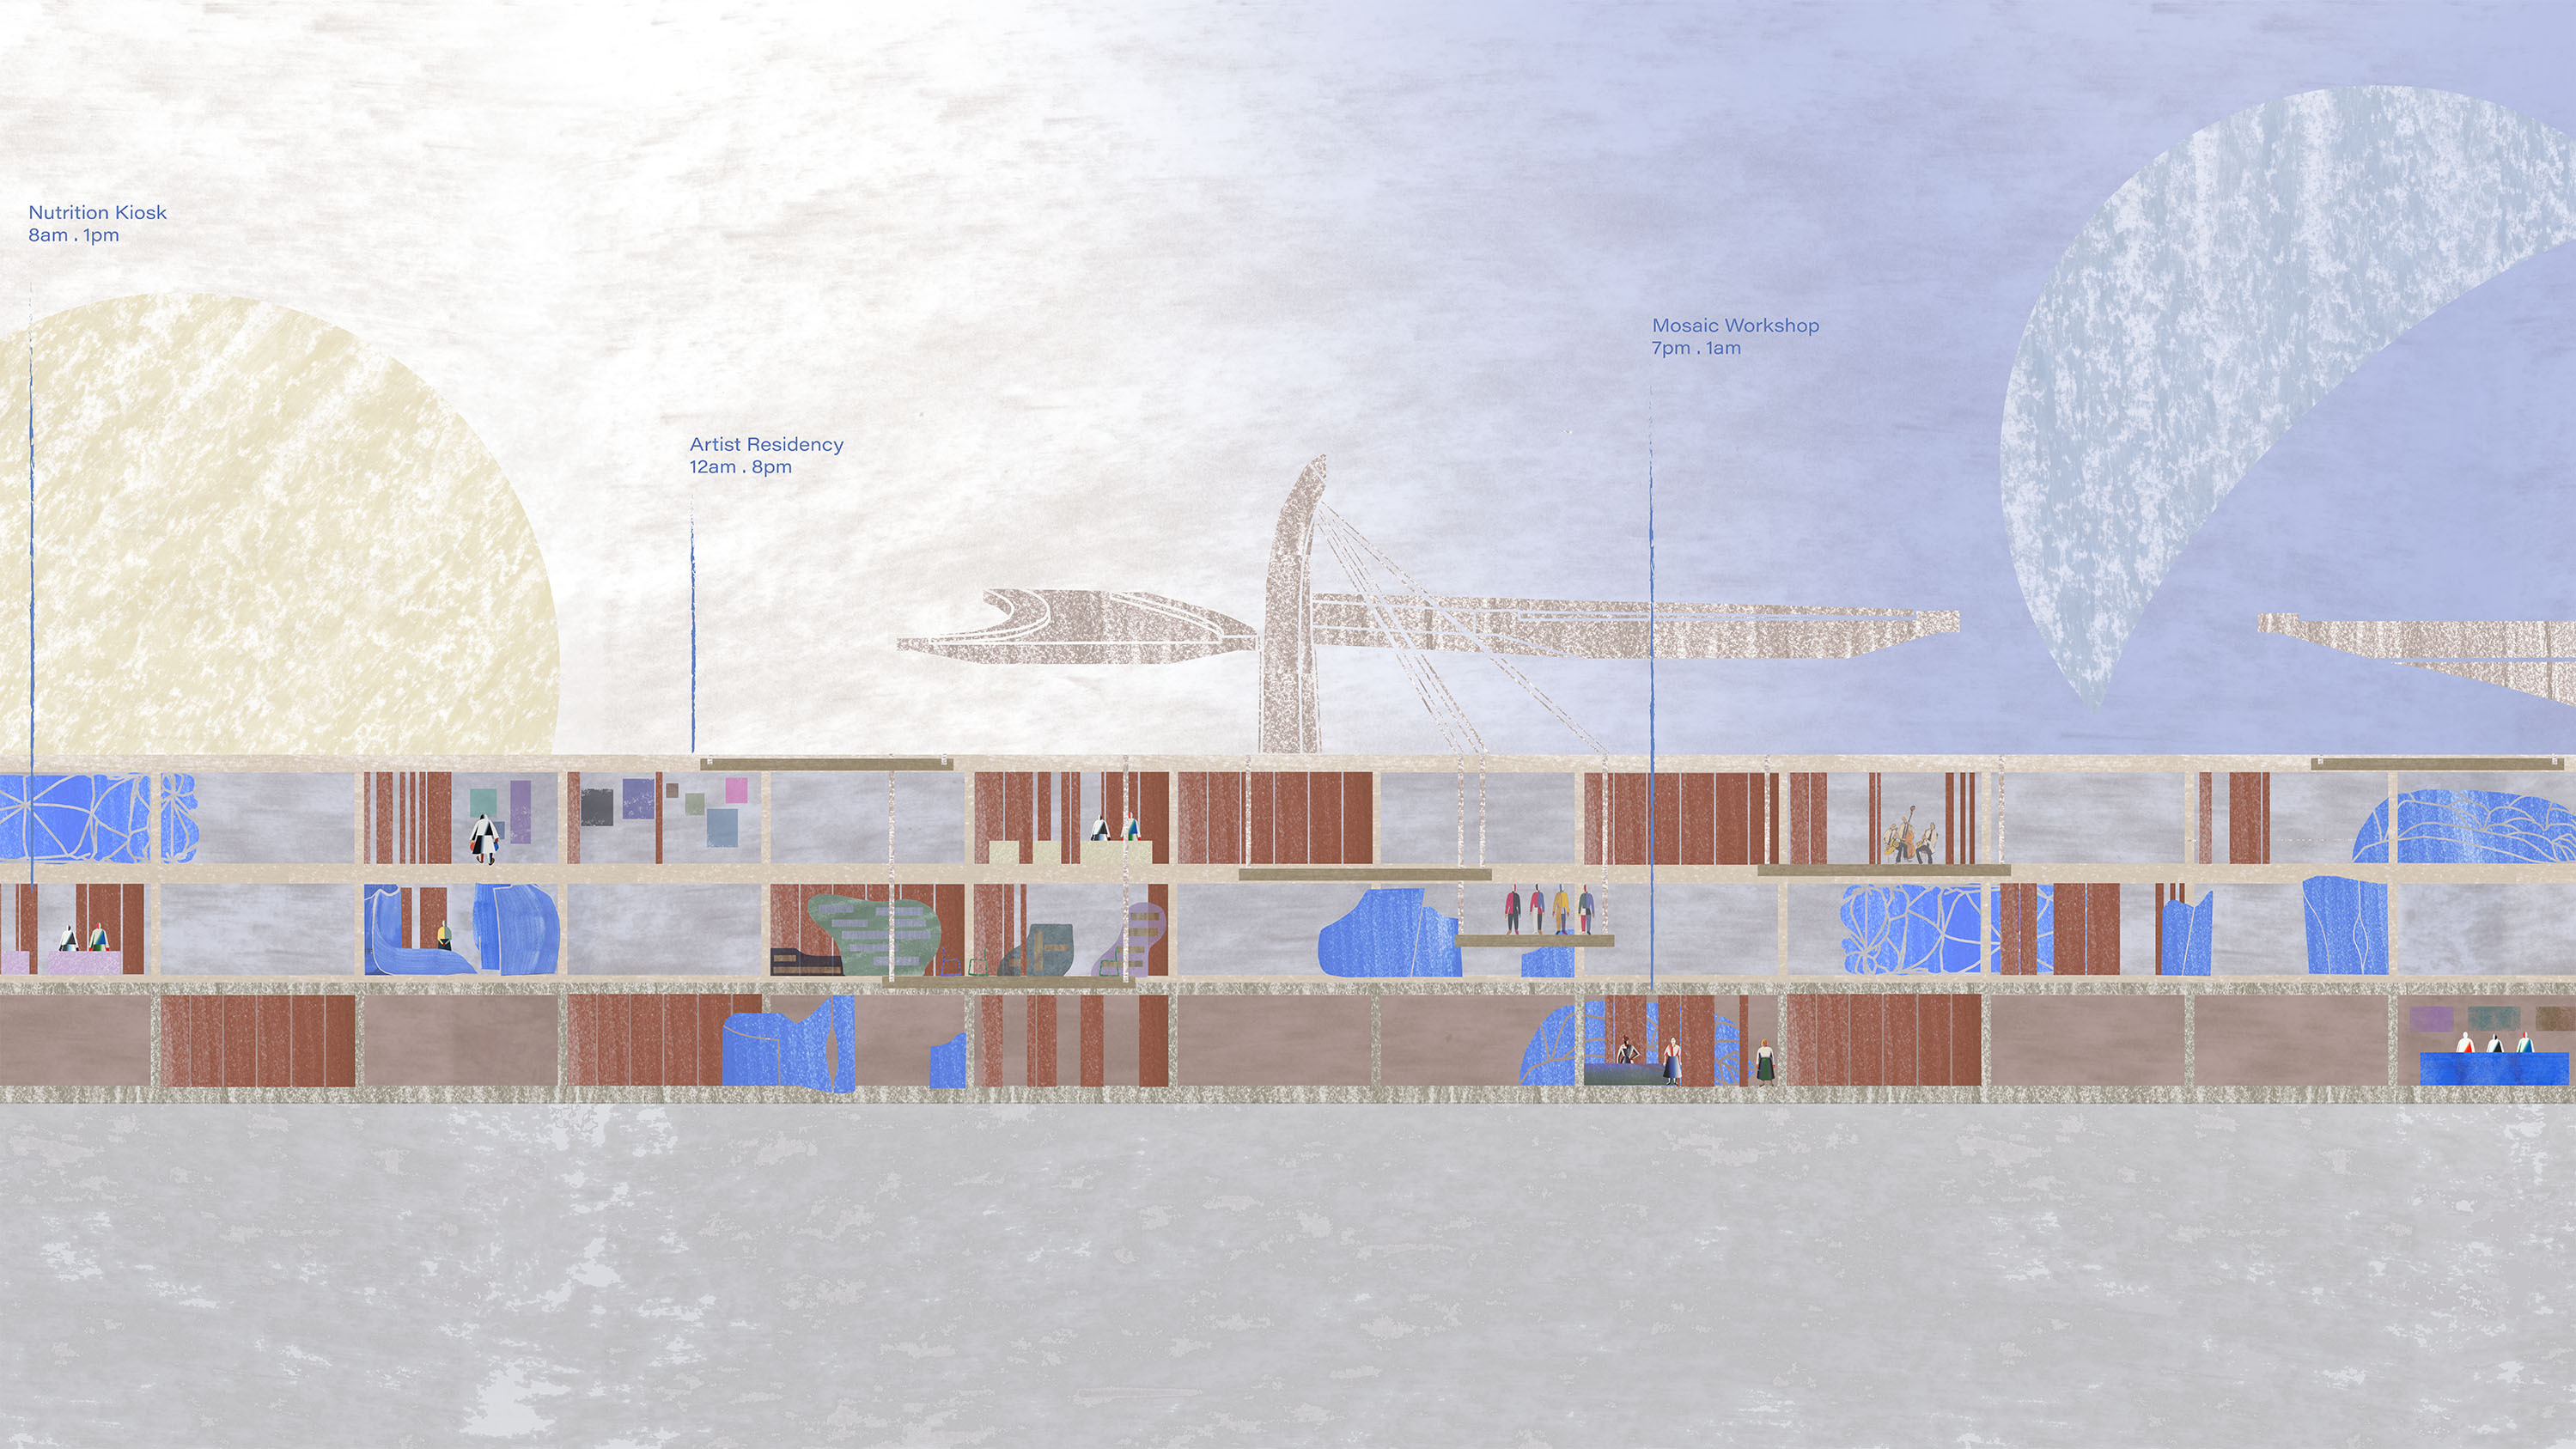 Nutrition Kiosk
8am . 1pm
Artist Residency
12am . 8pm
Mosaic Workshop
7pm . 1am